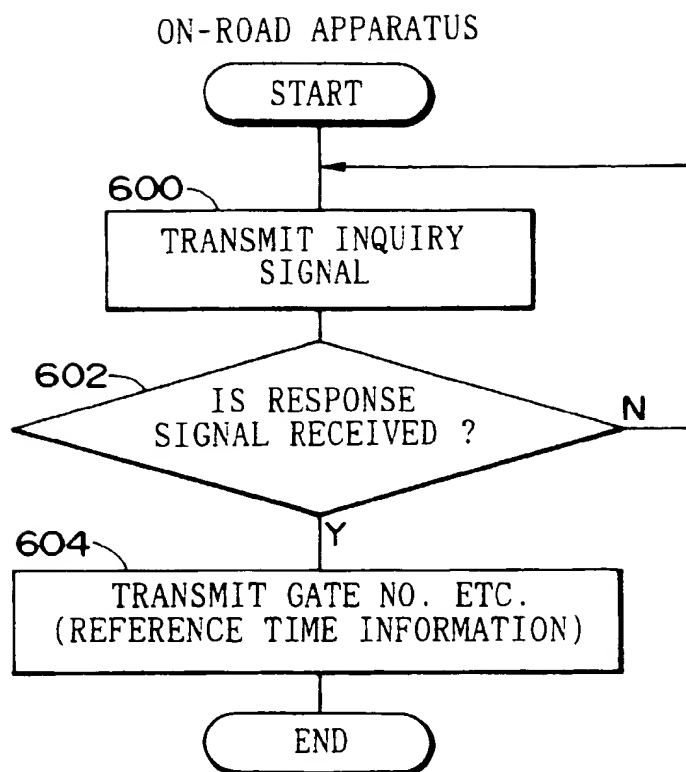 ON-ROAD APPARATUS
START
600
TRANSMIT INQUIRY
SIGNAL
602
IS RESPONSE
SIGNAL RECEIVED ?
N
Y
604
TRANSMIT GATE NO. ETC.
(REFERENCE TIME INFORMATION)
END